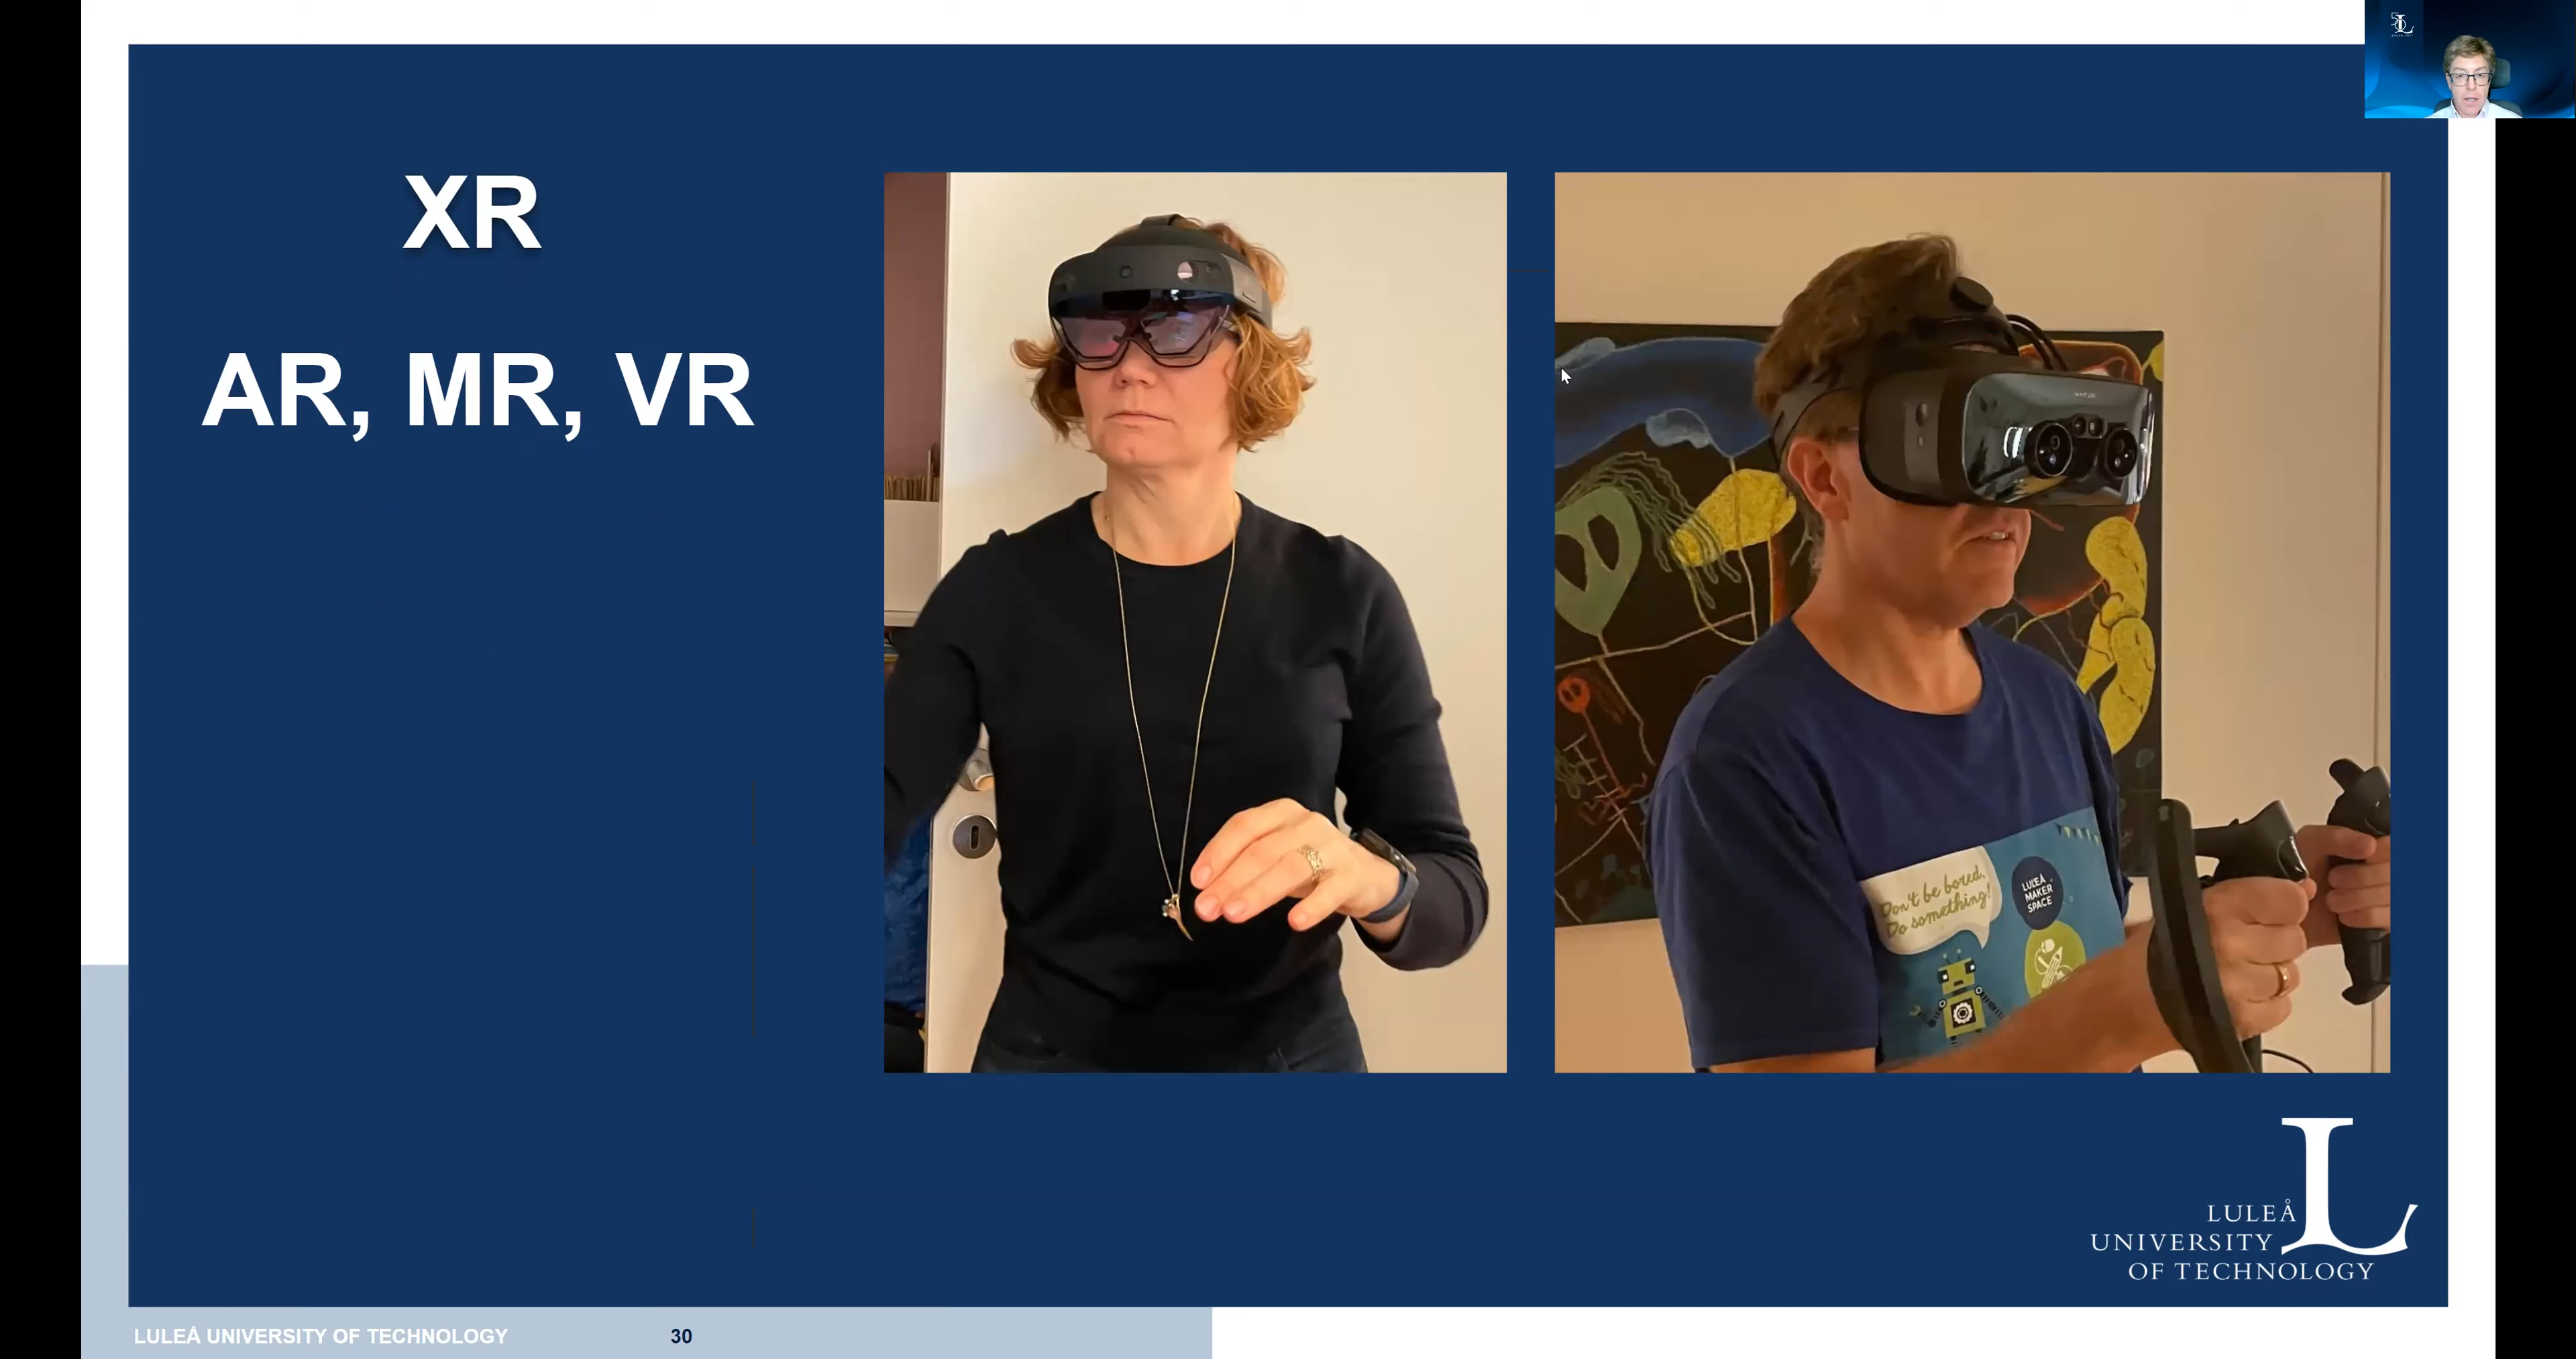 XR
AR, MR, VR
Don't be bored.
Do something!
LULEÅ
MAKER
SPACE
LULEÅ
UNIVERSITY
OF TECHNOLOGY
LULEÅ UNIVERSITY OF TECHNOLOGY
30